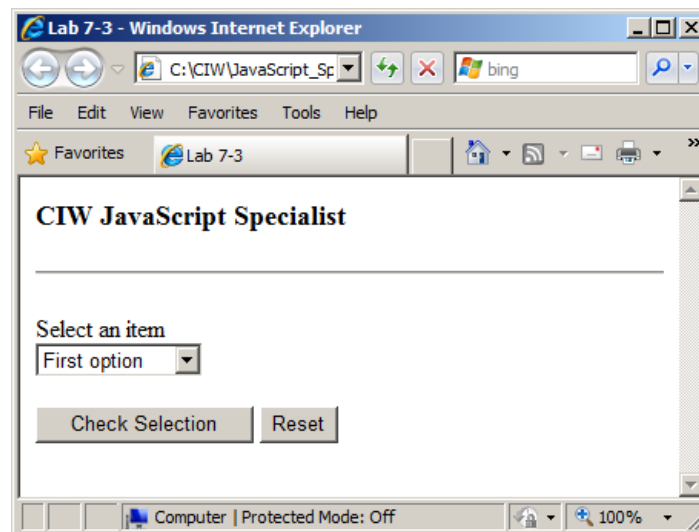 Lab 7-3 - Windows Internet Explorer
C:\CIW\JavaScript_Sp bing
File Edit View Favorites Tools Help
Favorites Lab 7-3 »
CIW JavaScript Specialist
Select an item
First option
Check Selection Reset
Computer | Protected Mode: Off 100%